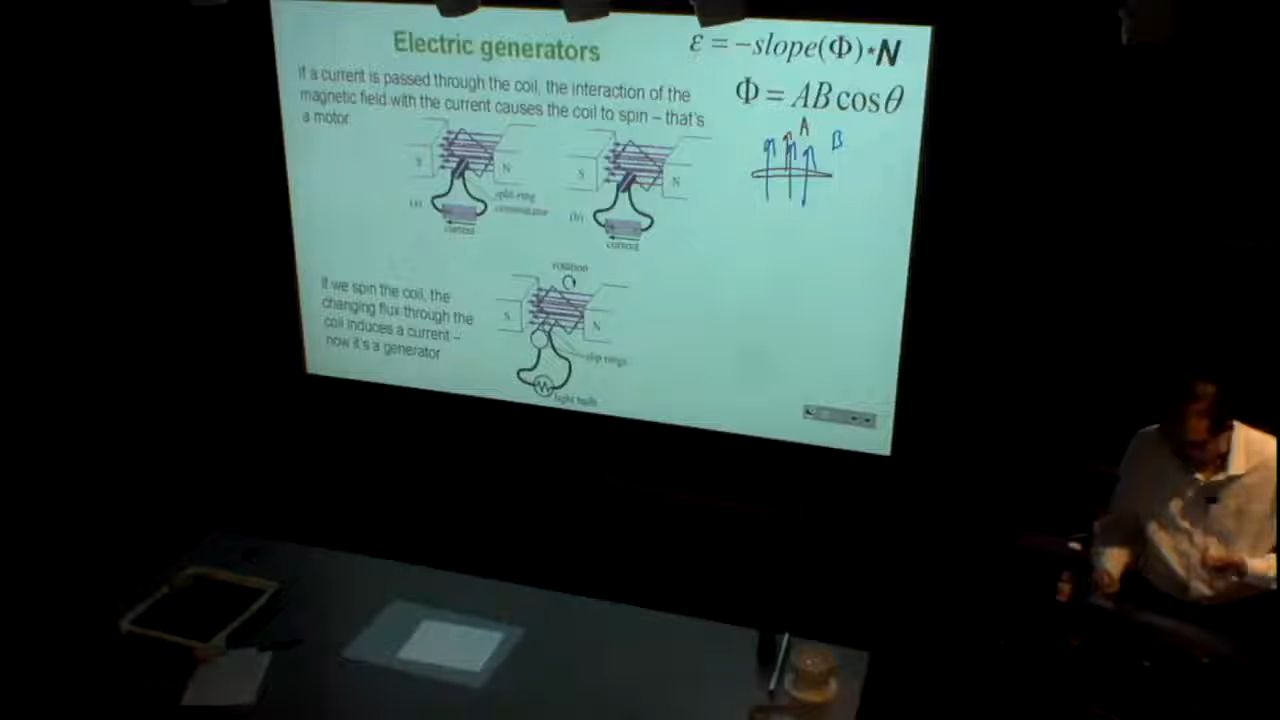 Electric generators
ε = -slope(Φ)*N
Φ = AB cosθ
If a current is passed through the coil, the interaction of the
magnetic field with the current causes the coil to spin – that's
a motor
A
B
S
N
split-ring
commutator
(a)
current
S
N
(b)
current
If we spin the coil, the
changing flux through the
coil induces a current –
now it's a generator
rotation
S
N
slip rings
light bulb